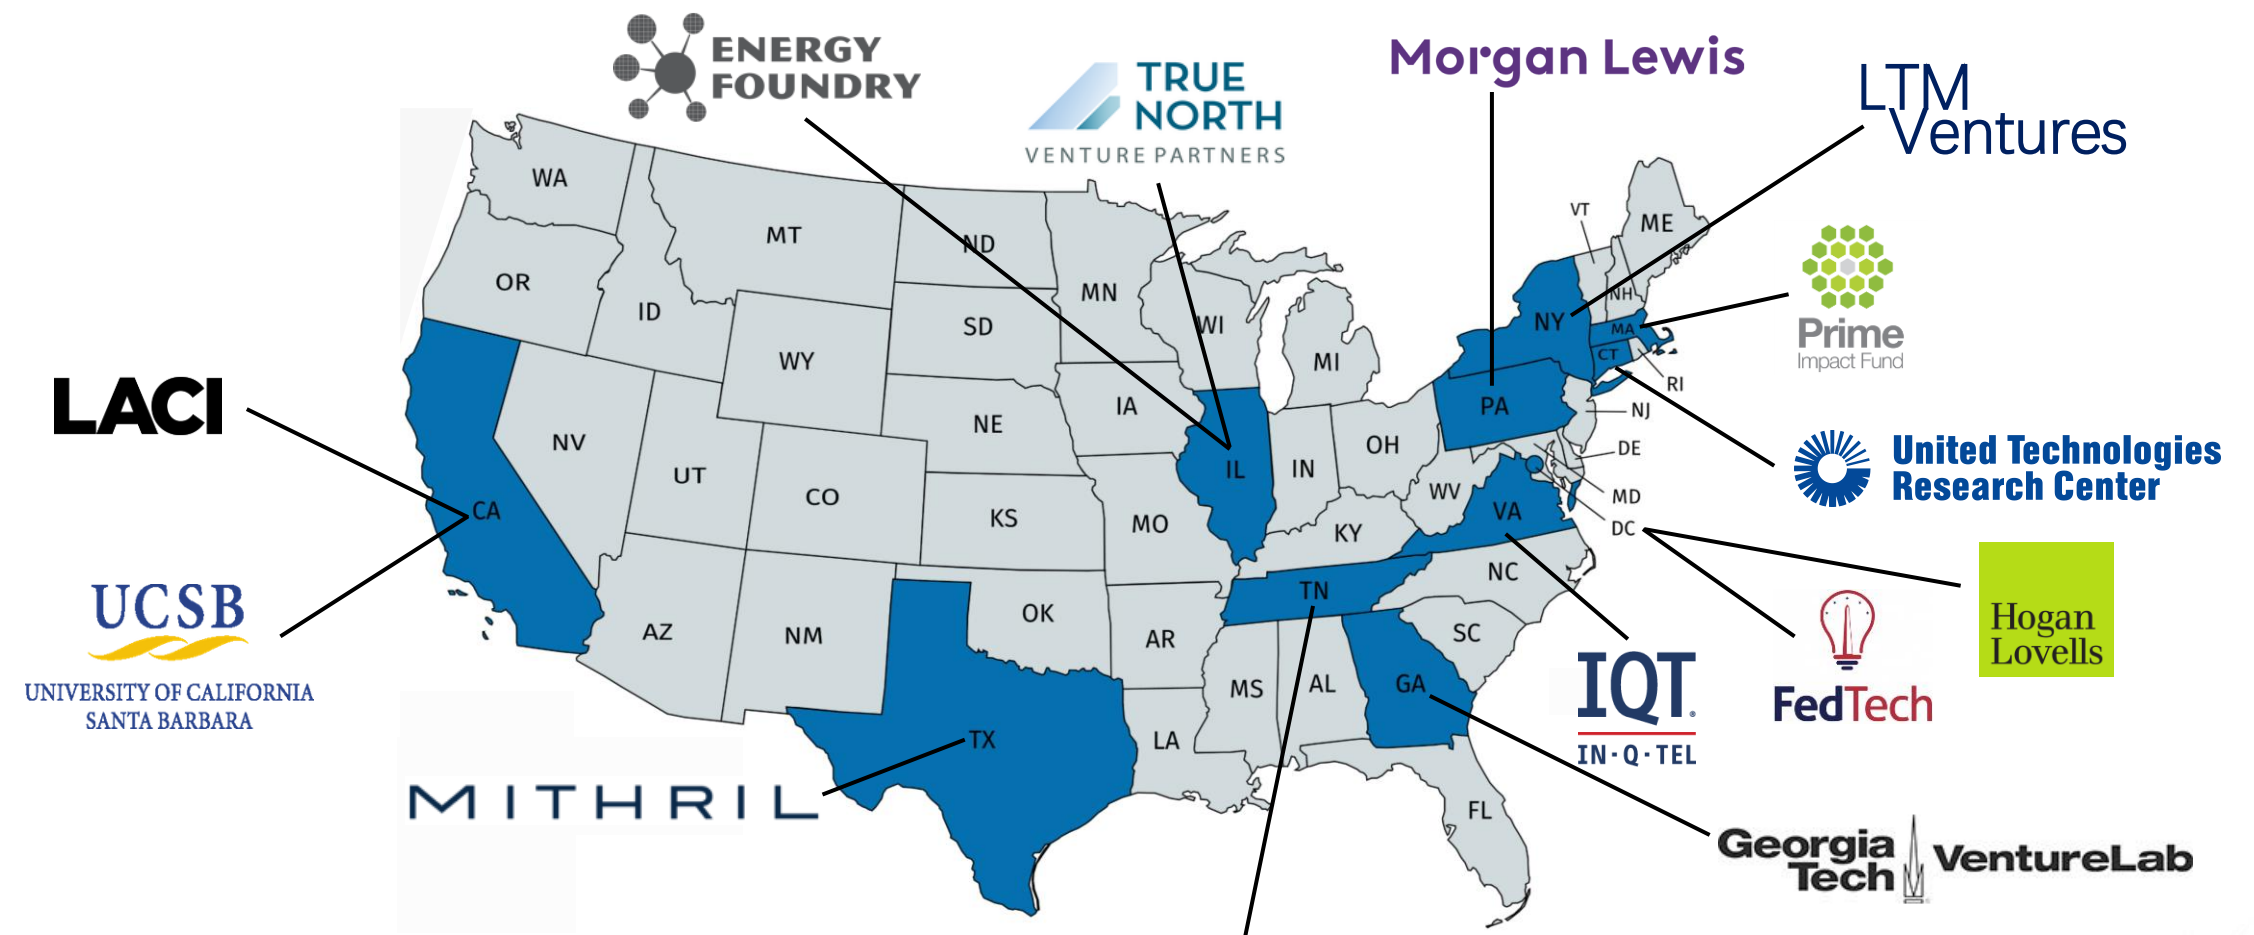 ENERGY
FOUNDRY
TRUE
NORTH
VENTURE PARTNERS
Morgan Lewis
LTM
Ventures
Prime
Impact Fund
United Technologies
Research Center
Hogan
Lovells
FedTech
IQT
IN-Q-TEL
Georgia
Tech
VentureLab
MITHRIL
LACI
UCSB
UNIVERSITY OF CALIFORNIA
SANTA BARBARA
WA
OR
ID
MT
ND
MN
SD
WY
WI
MI
IA
NE
NV
UT
CO
KS
MO
IL
IN
OH
CA
AZ
NM
OK
AR
TX
LA
MS
AL
GA
FL
SC
NC
TN
KY
WV
VA
PA
NY
VT
ME
NH
MA
CT
RI
NJ
DE
MD
DC